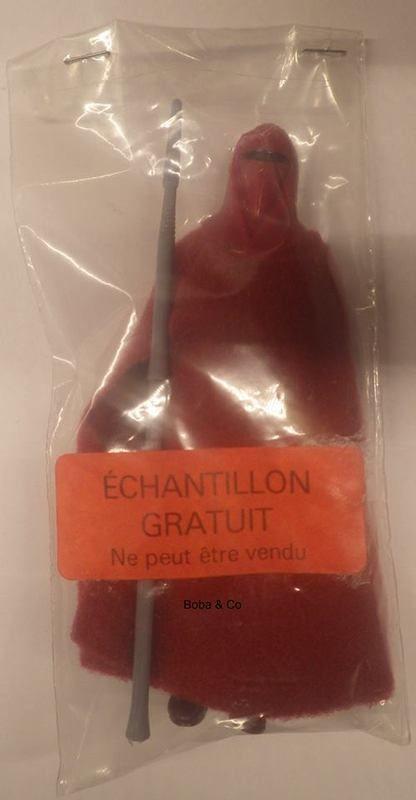 ÉCHANTILLON
GRATUIT
Ne peut être vendu
Boba & Co